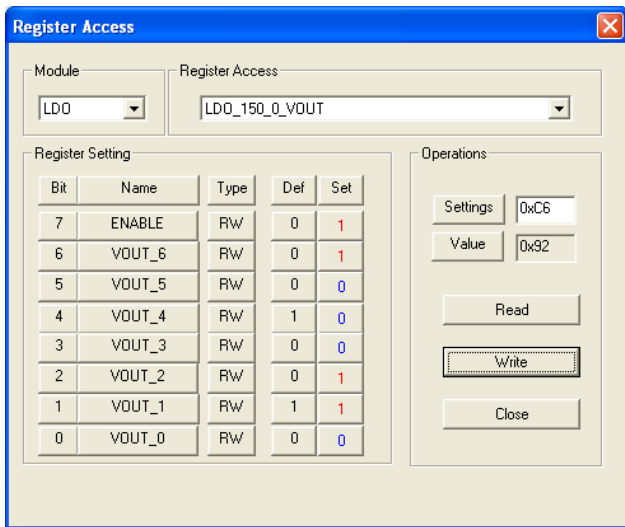 Register Access
Module
Register Access
LDO
LDO_150_0_VOUT
Register Setting
Operations
Bit Name Type Def Set
7 ENABLE RW 0 1
6 VOUT_6 RW 0 1
5 VOUT_5 RW 0 0
4 VOUT_4 RW 1 0
3 VOUT_3 RW 0 0
2 VOUT_2 RW 0 1
1 VOUT_1 RW 1 1
0 VOUT_0 RW 0 0
Settings 0xC6
Value 0x92
Read
Write
Close